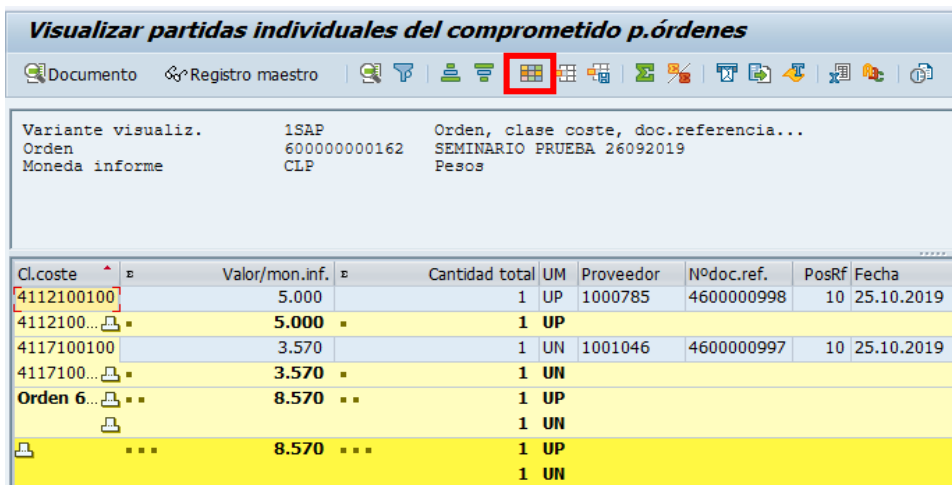 Visualizar partidas individuales del comprometido p.órdenes
Documento Registro maestro
Variante visualiz. 1SAP Orden, clase coste, doc.referencia...
Orden 600000000162 SEMINARIO PRUEBA 26092019
Moneda informe CLP Pesos
Cl.coste Σ Valor/mon.inf. Σ Cantidad total UM Proveedor Nºdoc.ref. PosRf Fecha
4112100100 5.000 1 UP 1000785 4600000998 10 25.10.2019
4112100... 5.000 1 UP
4117100100 3.570 1 UN 1001046 4600000997 10 25.10.2019
4117100... 3.570 1 UN
Orden 6... 8.570 1 UP
1 UN
8.570 1 UP
1 UN